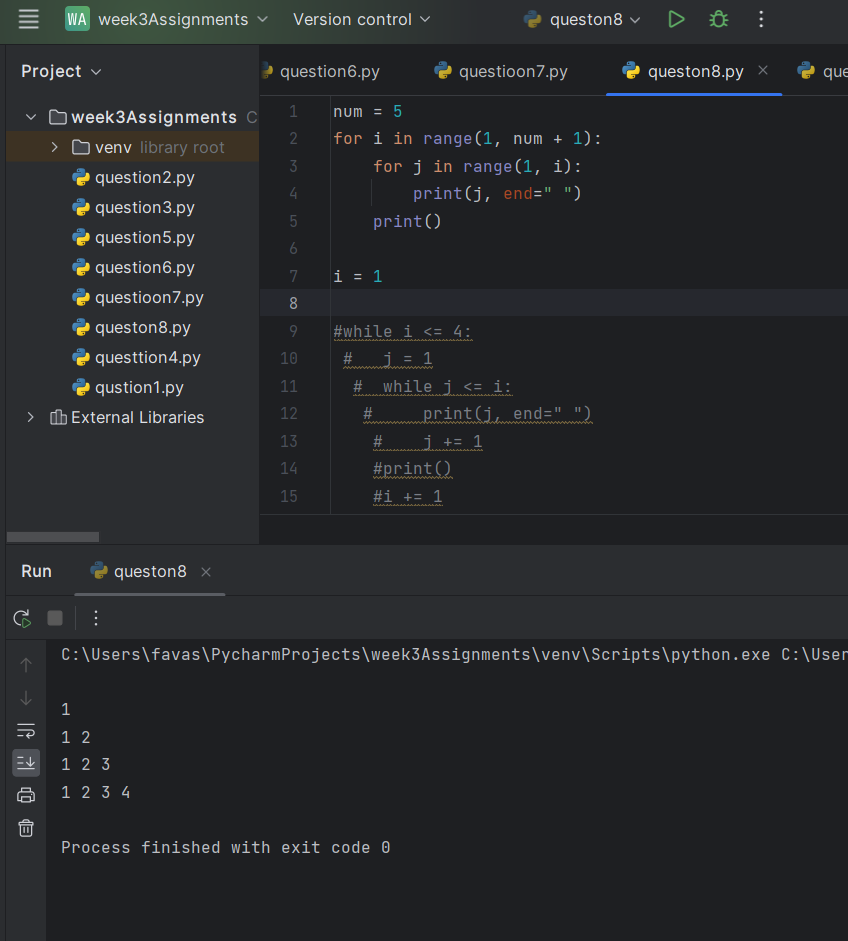 WA week3Assignments Version control queston8
Project
question6.py questioon7.py queston8.py que
week3Assignments C
venv library root
question2.py
question3.py
question5.py
question6.py
questioon7.py
queston8.py
questtion4.py
qustion1.py
External Libraries
1 num = 5
2 for i in range(1, num + 1):
3 for j in range(1, i):
4 print(j, end=" ")
5 print()
6
7 i = 1
8
9 #while i <= 4:
10 # j = 1
11 # while j <= i:
12 # print(j, end=" ")
13 # j += 1
14 #print()
15 #i += 1
Run queston8
C:\Users\favas\PycharmProjects\week3Assignments\venv\Scripts\python.exe C:\User
1
1 2
1 2 3
1 2 3 4
Process finished with exit code 0